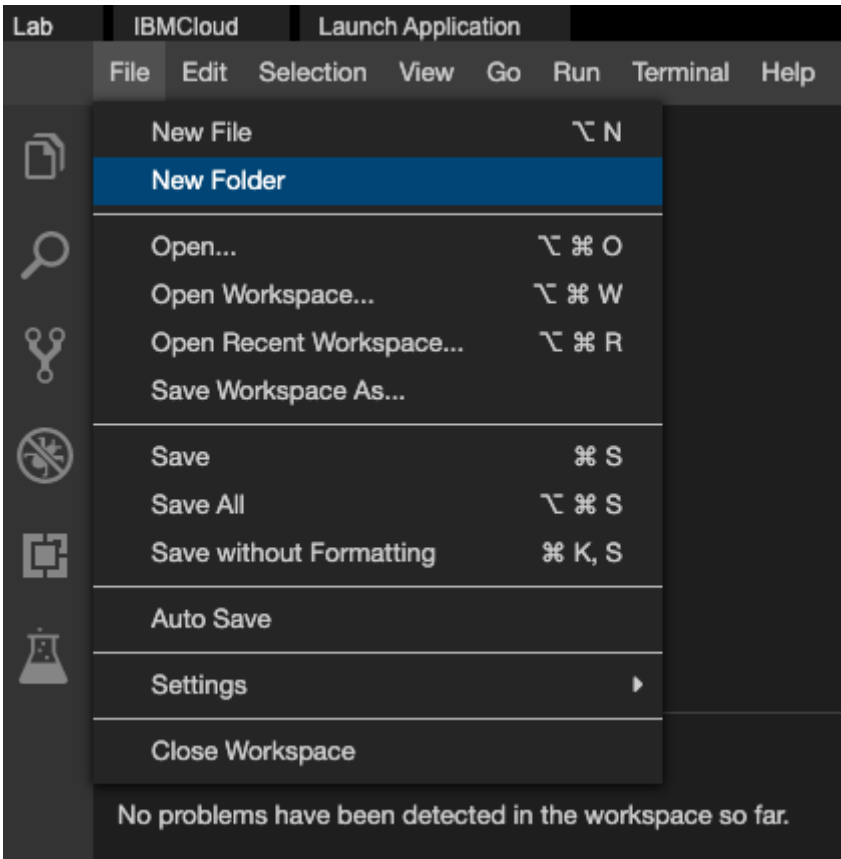 Lab IBMCloud Launch Application
File Edit Selection View Go Run Terminal Help
New File ⌥ N
New Folder
Open... ⌥ ⌘ O
Open Workspace... ⌥ ⌘ W
Open Recent Workspace... ⌥ ⌘ R
Save Workspace As...
Save ⌘ S
Save All ⌥ ⌘ S
Save without Formatting ⌘ K, S
Auto Save
Settings
Close Workspace
No problems have been detected in the workspace so far.